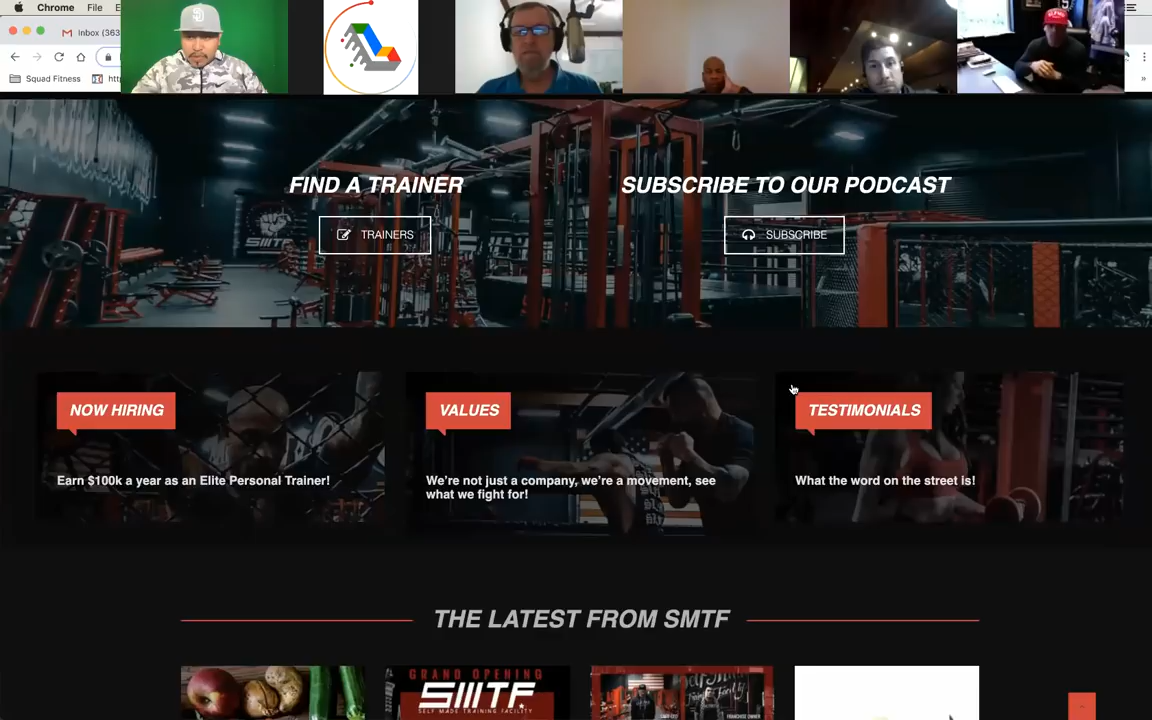 Chrome File E
Inbox (363
Squad Fitness
FIND A TRAINER
TRAINERS
SUBSCRIBE TO OUR PODCAST
SUBSCRIBE
SMTF
NOW HIRING
Earn $100k a year as an Elite Personal Trainer!
VALUES
We're not just a company, we're a movement, see
what we fight for!
TESTIMONIALS
What the word on the street is!
THE LATEST FROM SMTF
GRAND OPENING
SMTF
SELF MADE TRAINING FACILITY